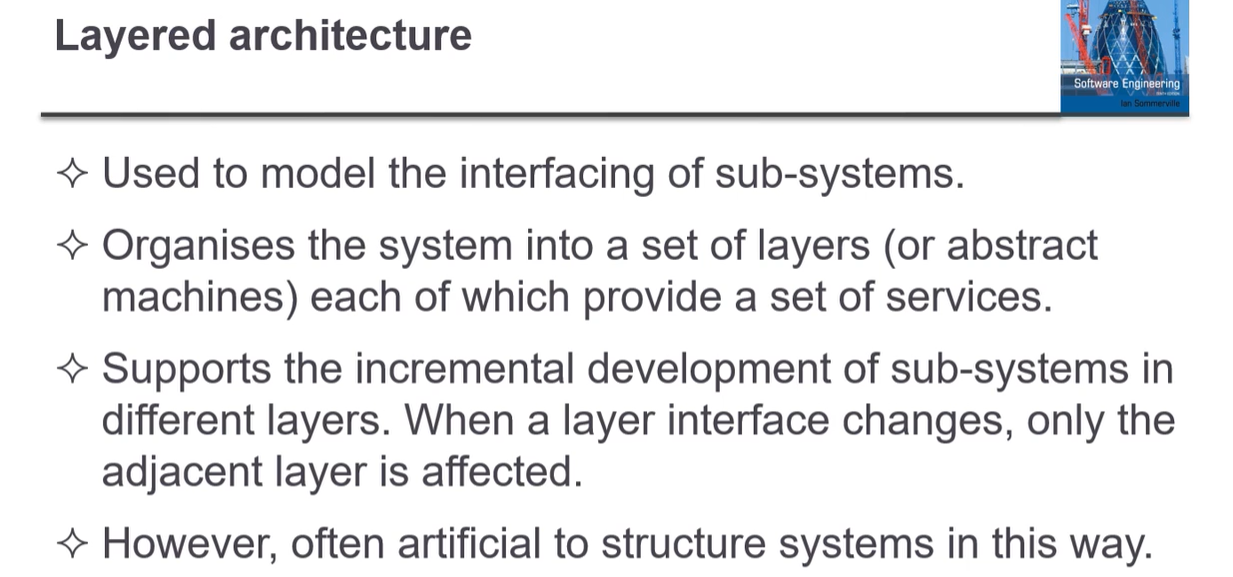 Layered architecture
Software Engineering
Ian Sommerville
✧ Used to model the interfacing of sub-systems.
✧ Organises the system into a set of layers (or abstract
machines) each of which provide a set of services.
✧ Supports the incremental development of sub-systems in
different layers. When a layer interface changes, only the
adjacent layer is affected.
✧ However, often artificial to structure systems in this way.